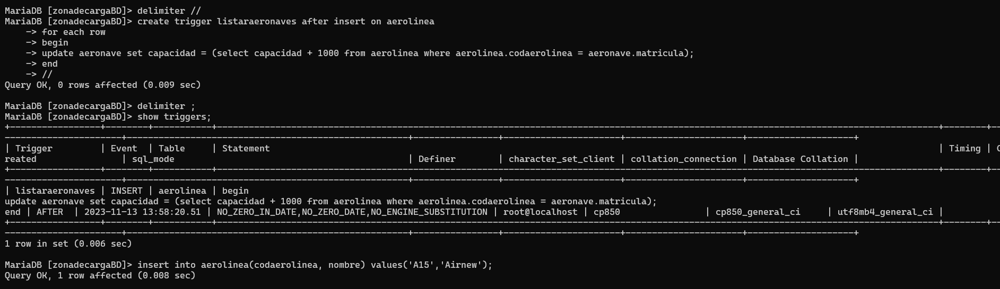 MariaDB [zonadecargaBD]> delimiter //
MariaDB [zonadecargaBD]> create trigger listaraeronaves after insert on aerolinea
    -> for each row
    -> begin
    -> update aeronave set capacidad = (select capacidad + 1000 from aerolinea where aerolinea.codaerolinea = aeronave.matricula);
    -> end
    -> //
Query OK, 0 rows affected (0.009 sec)

MariaDB [zonadecargaBD]> delimiter ;
MariaDB [zonadecargaBD]> show triggers;
| Trigger         | Event  | Table     | Statement | Timing | C
reated | sql_mode | Definer | character_set_client | collation_connection | Database Collation |
| listaraeronaves | INSERT | aerolinea | begin
update aeronave set capacidad = (select capacidad + 1000 from aerolinea where aerolinea.codaerolinea = aeronave.matricula);
end | AFTER  | 2023-11-13 13:58:20.51 | NO_ZERO_IN_DATE,NO_ZERO_DATE,NO_ENGINE_SUBSTITUTION | root@localhost | cp850 | cp850_general_ci | utf8mb4_general_ci |
1 row in set (0.006 sec)

MariaDB [zonadecargaBD]> insert into aerolinea(codaerolinea, nombre) values('A15','Airnew');
Query OK, 1 row affected (0.008 sec)